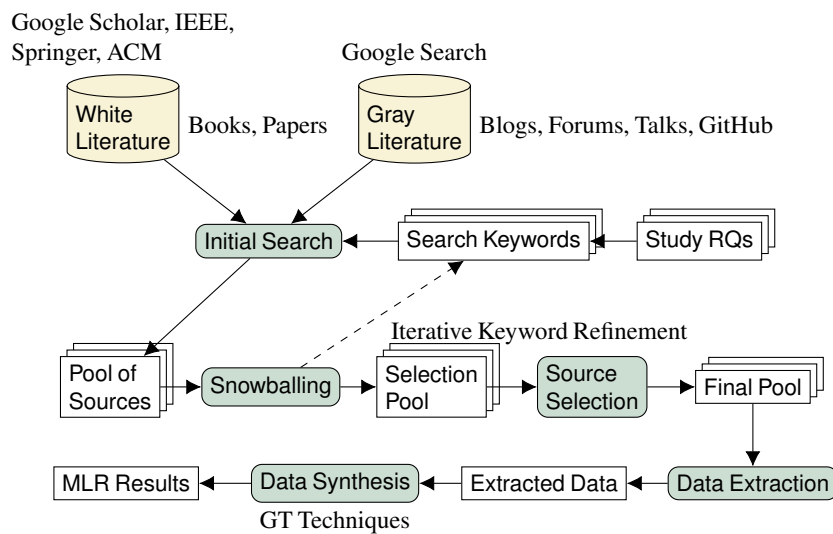 Google Scholar, IEEE,
Springer, ACM
Google Search
White
Literature
Books, Papers
Gray
Literature
Blogs, Forums, Talks, GitHub
Initial Search
Search Keywords
Study RQs
Iterative Keyword Refinement
Pool of
Sources
Snowballing
Selection
Pool
Source
Selection
Final Pool
MLR Results
Data Synthesis
Extracted Data
Data Extraction
GT Techniques